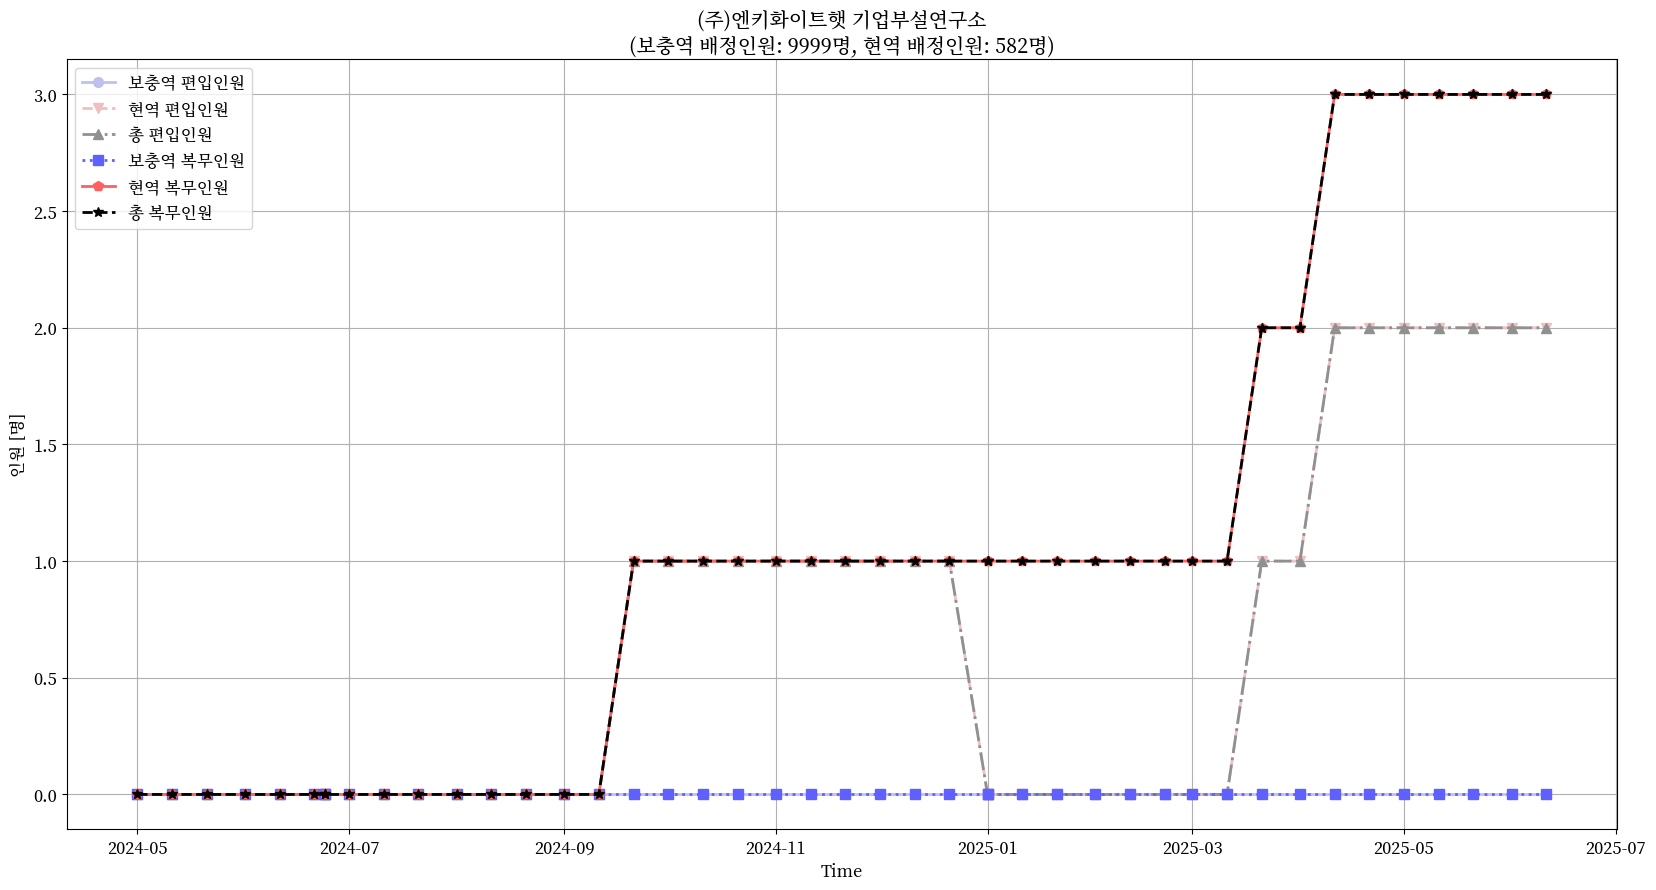 (주)엔키화이트햇 기업부설연구소
(보충역 배정인원: 9999명, 현역 배정인원: 582명)
보충역 편입인원
현역 편입인원
총 편입인원
보충역 복무인원
현역 복무인원
총 복무인원
3.0
2.5
2.0
1.5
1.0
0.5
0.0
인원 [명]
2024-05
2024-07
2024-09
2024-11
2025-01
2025-03
2025-05
2025-07
Time